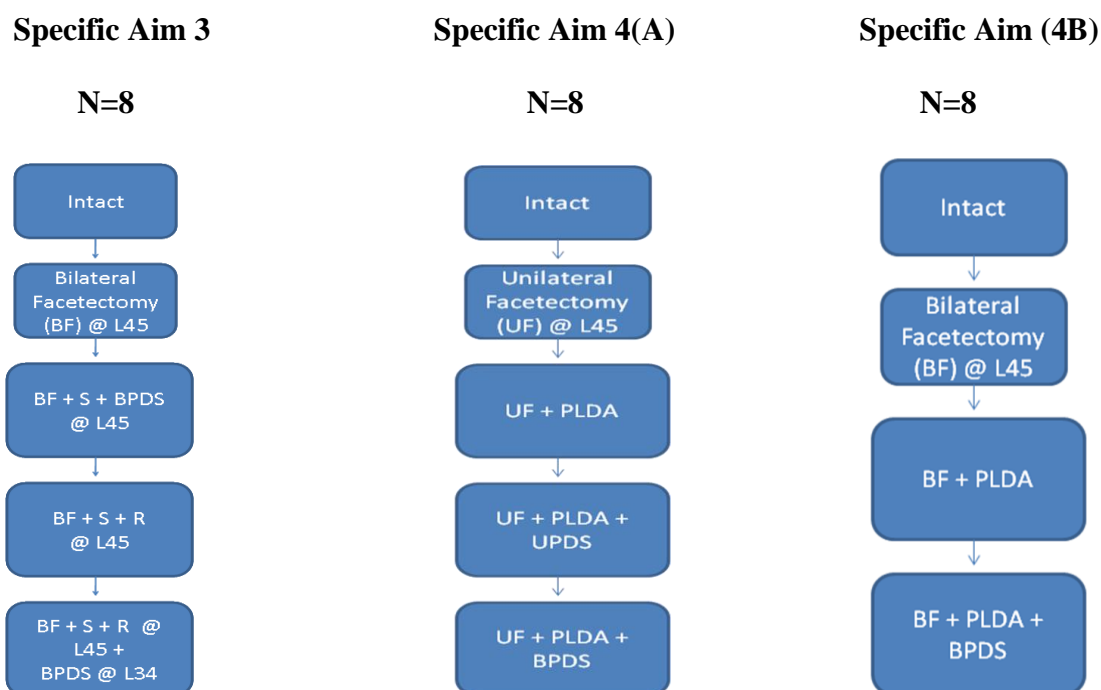 Specific Aim 3
N=8
Intact
Bilateral
Facetectomy
(BF) @ L45
BF + S + BPDS
@ L45
BF + S + R
@ L45
BF + S + R @
L45 +
BPDS @ L34
Specific Aim 4(A)
N=8
Intact
Unilateral
Facetectomy
(UF) @ L45
UF + PLDA
UF + PLDA +
UPDS
UF + PLDA +
BPDS
Specific Aim (4B)
N=8
Intact
Bilateral
Facetectomy
(BF) @ L45
BF + PLDA
BF + PLDA +
BPDS